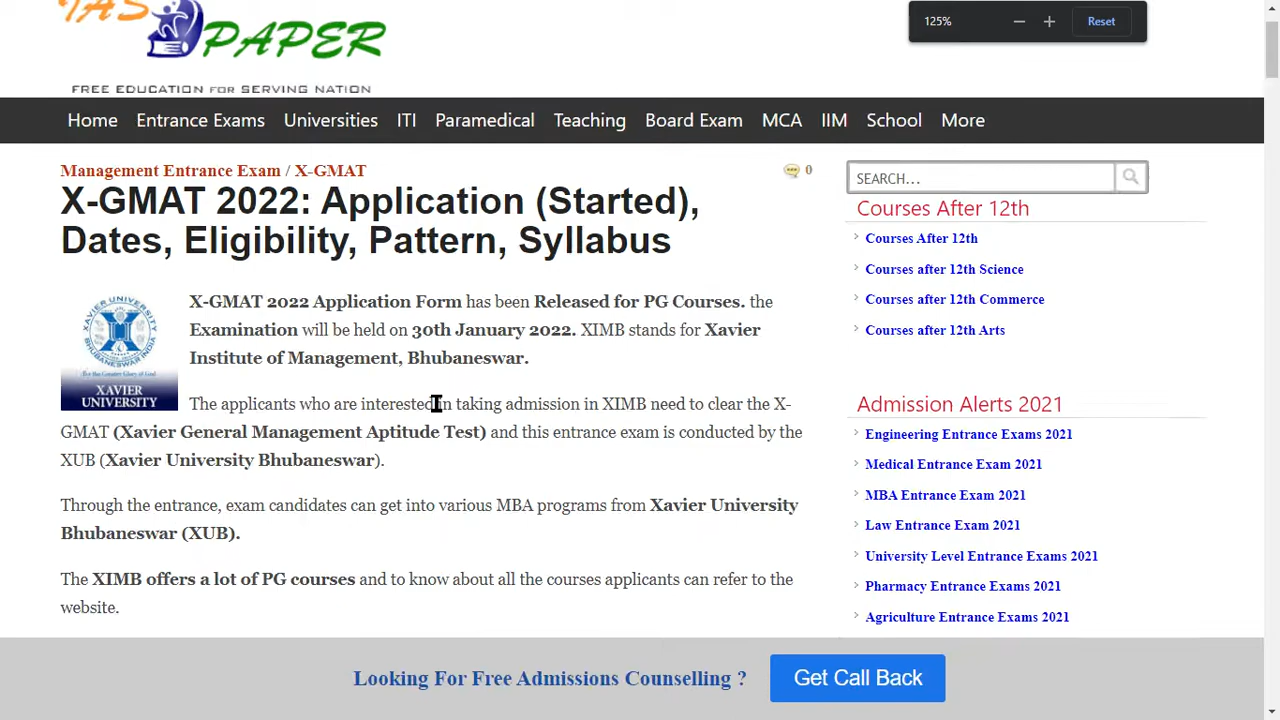 IAS
PAPER
FREE EDUCATION FOR SERVING NATION
125%
Reset
Home Entrance Exams Universities ITI Paramedical Teaching Board Exam MCA IIM School More
Management Entrance Exam / X-GMAT
0
X-GMAT 2022: Application (Started),
Dates, Eligibility, Pattern, Syllabus
XAVIER UNIVERSITY
BHUBANESWAR INDIA
XAVIER
UNIVERSITY
X-GMAT 2022 Application Form has been Released for PG Courses. the
Examination will be held on 30th January 2022. XIMB stands for Xavier
Institute of Management, Bhubaneswar.
The applicants who are interested in taking admission in XIMB need to clear the X-
GMAT (Xavier General Management Aptitude Test) and this entrance exam is conducted by the
XUB (Xavier University Bhubaneswar).
Through the entrance, exam candidates can get into various MBA programs from Xavier University
Bhubaneswar (XUB).
The XIMB offers a lot of PG courses and to know about all the courses applicants can refer to the
website.
SEARCH...
Courses After 12th
Courses After 12th
Courses after 12th Science
Courses after 12th Commerce
Courses after 12th Arts
Admission Alerts 2021
Engineering Entrance Exams 2021
Medical Entrance Exam 2021
MBA Entrance Exam 2021
Law Entrance Exam 2021
University Level Entrance Exams 2021
Pharmacy Entrance Exams 2021
Agriculture Entrance Exams 2021
Looking For Free Admissions Counselling ?
Get Call Back